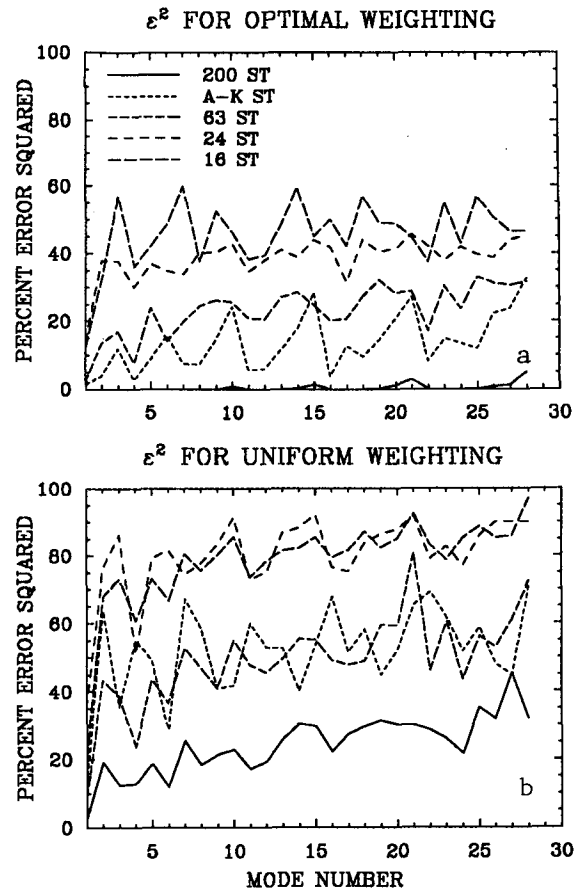 ε² FOR OPTIMAL WEIGHTING
100
80
60
40
20
0
PERCENT ERROR SQUARED
200 ST
A-K ST
63 ST
24 ST
16 ST
a
5 10 15 20 25 30
ε² FOR UNIFORM WEIGHTING
100
80
60
40
20
0
PERCENT ERROR SQUARED
b
5 10 15 20 25 30
MODE NUMBER